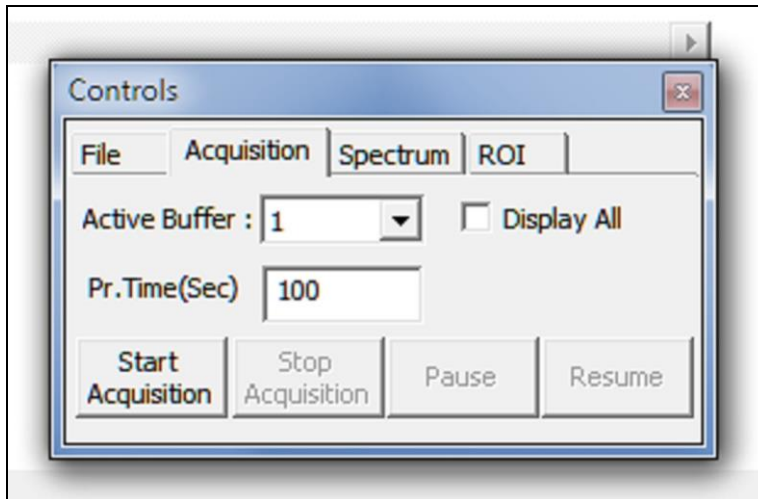 Controls
File Acquisition Spectrum ROI
Active Buffer : 1 Display All
Pr.Time(Sec) 100
Start Acquisition Stop Acquisition Pause Resume